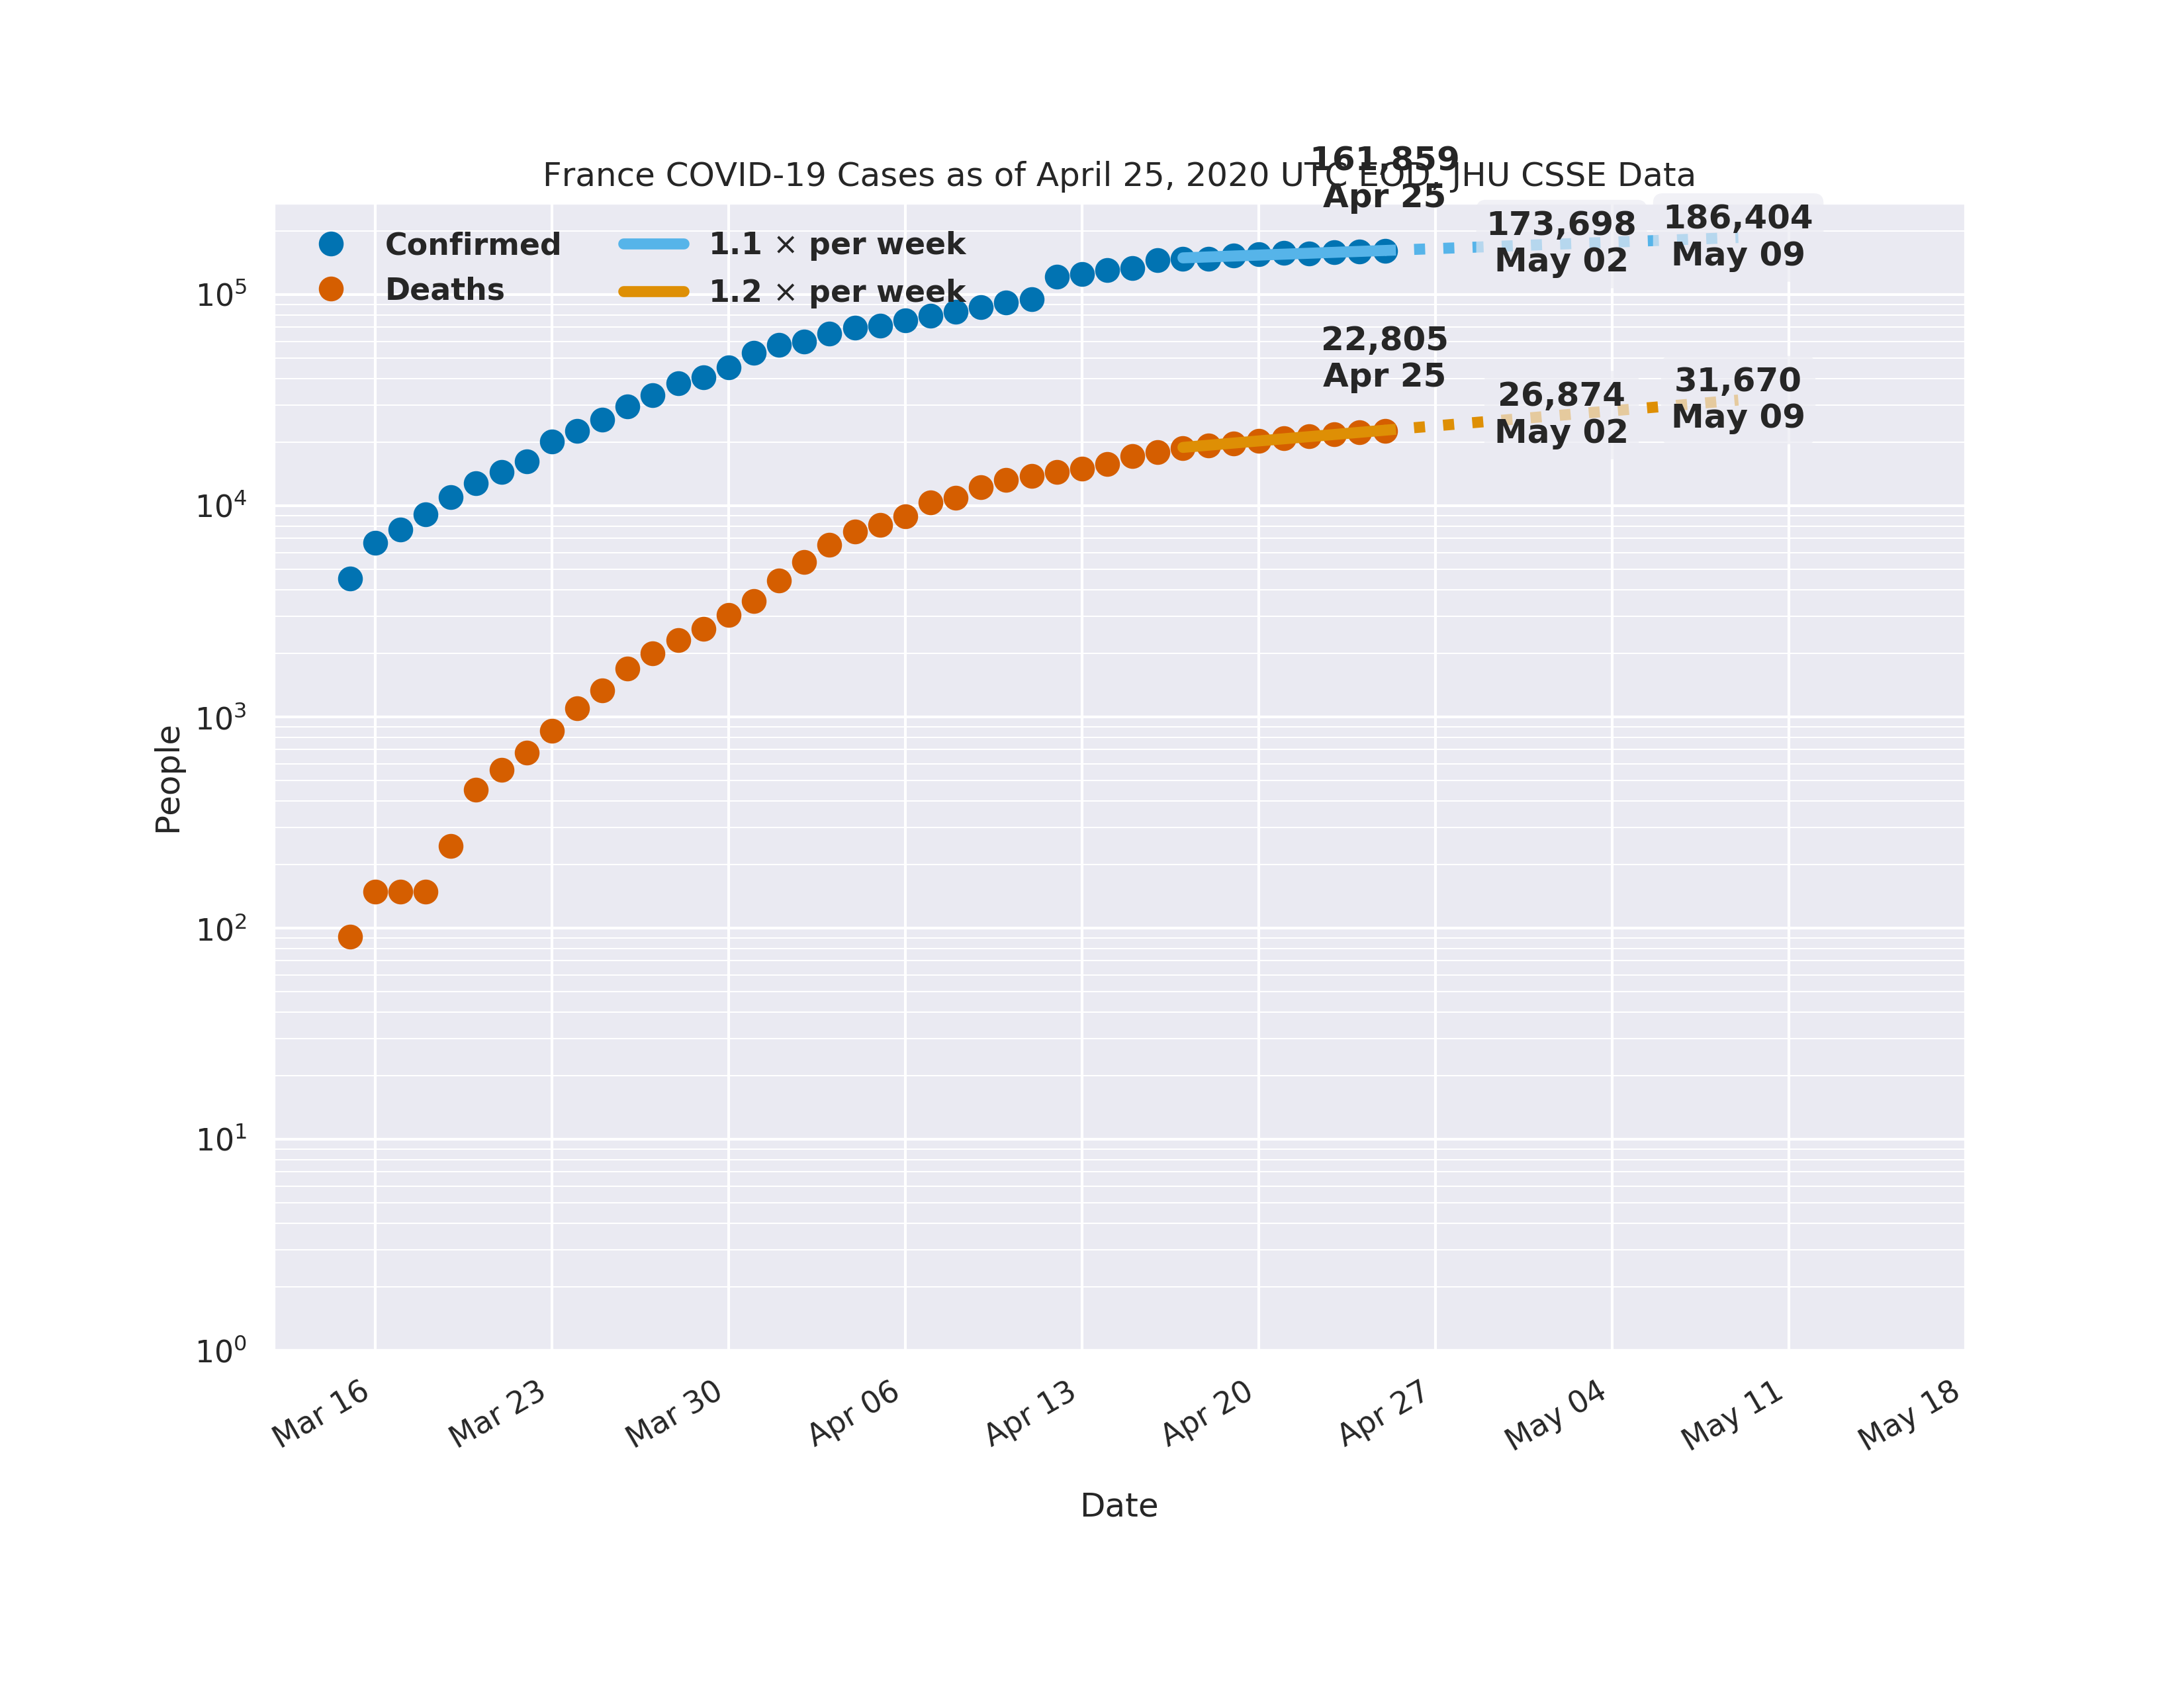 161,859
Apr 25
France COVID-19 Cases as of April 25, 2020 UTC EOD, JHU CSSE Data
173,698
May 02
186,404
May 09
Confirmed
Deaths
1.1 × per week
1.2 × per week
22,805
Apr 25
26,874
May 02
31,670
May 09
People
10⁵
10⁴
10³
10²
10¹
10⁰
Mar 16
Mar 23
Mar 30
Apr 06
Apr 13
Apr 20
Apr 27
May 04
May 11
May 18
Date